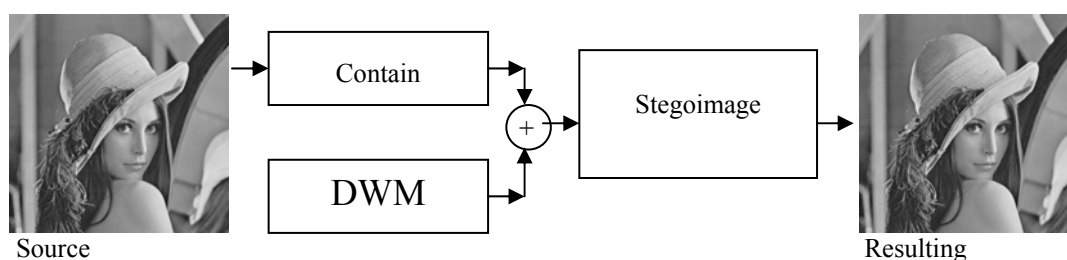 Contain
Stegoimage
+
DWM
Source
Resulting